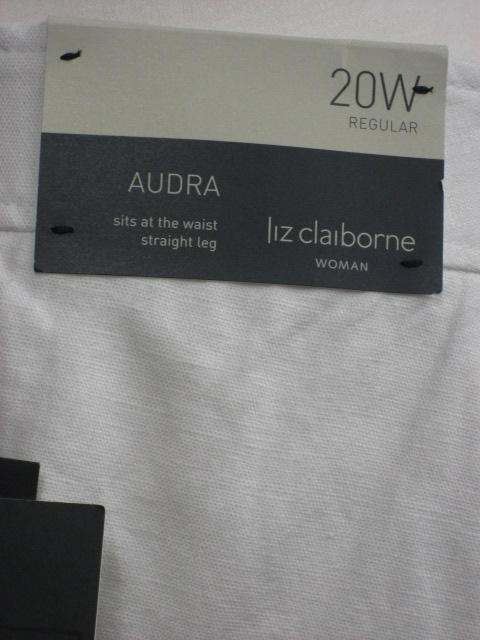 20W
REGULAR
AUDRA
sits at the waist
straight leg
liz claiborne
WOMAN